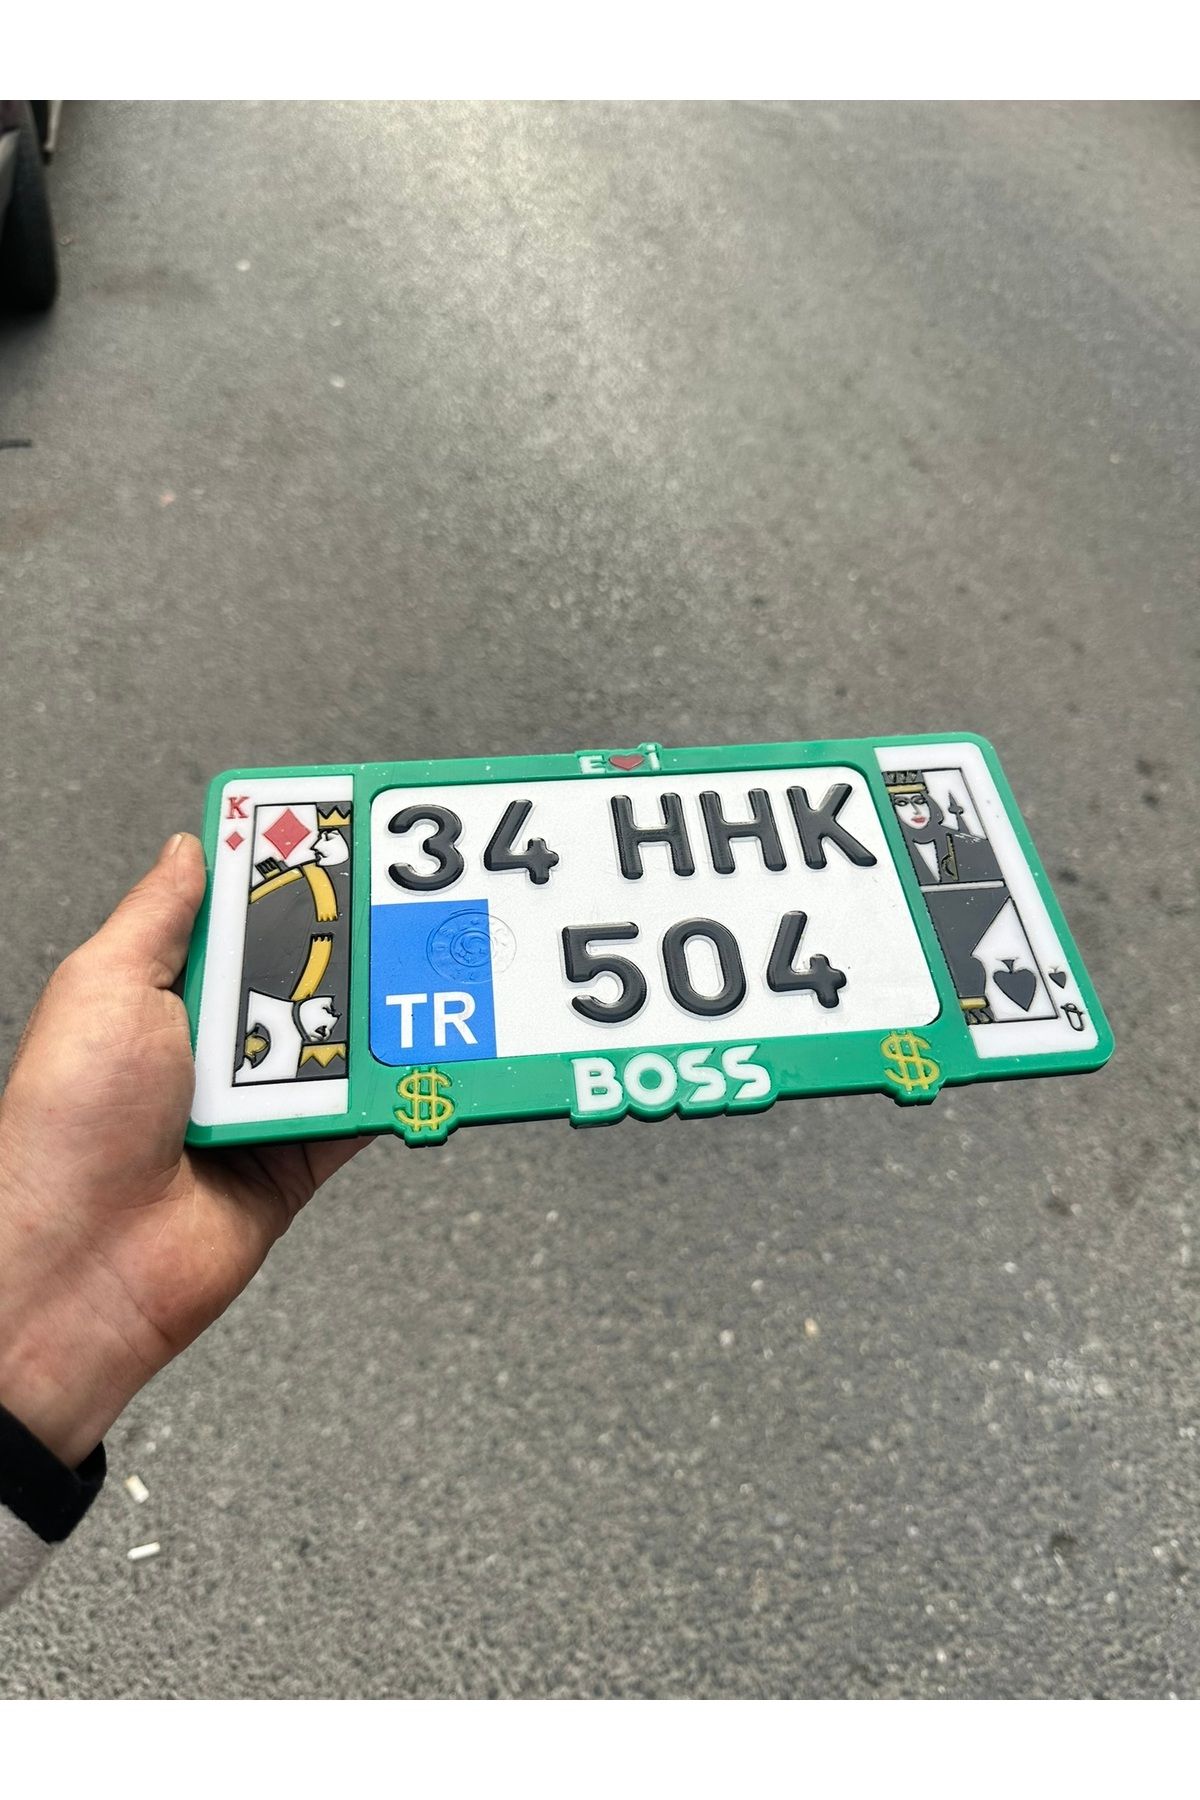 E❤i
K
34 HHK
504
TR
$ BOSS $
Q